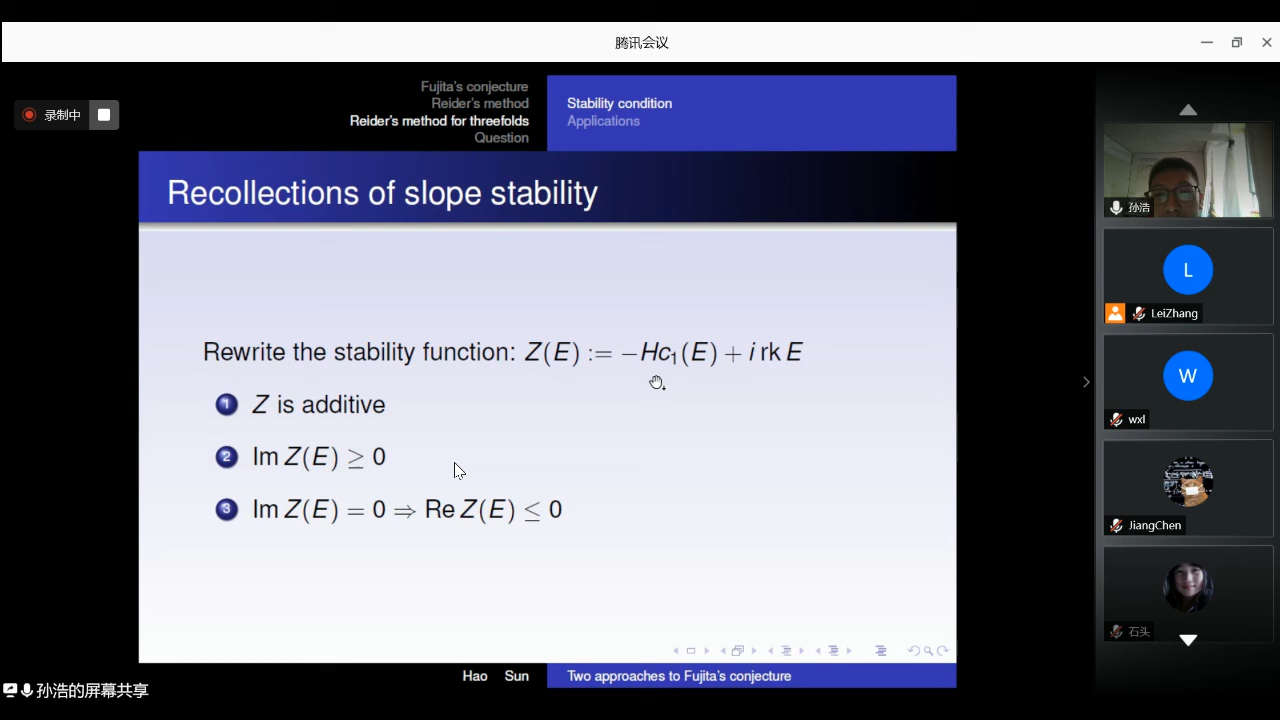 腾讯会议
录制中
Fujita's conjecture
Reider's method
Reider's method for threefolds
Question
Stability condition
Applications
Recollections of slope stability
Rewrite the stability function: Z(E) := −Hc₁(E) + i rk E
1 Z is additive
2 Im Z(E) ≥ 0
3 Im Z(E) = 0 ⇒ Re Z(E) ≤ 0
Hao Sun
Two approaches to Fujita's conjecture
孙浩的屏幕共享
孙浩
L
LeiZhang
W
wxl
JiangChen
石头